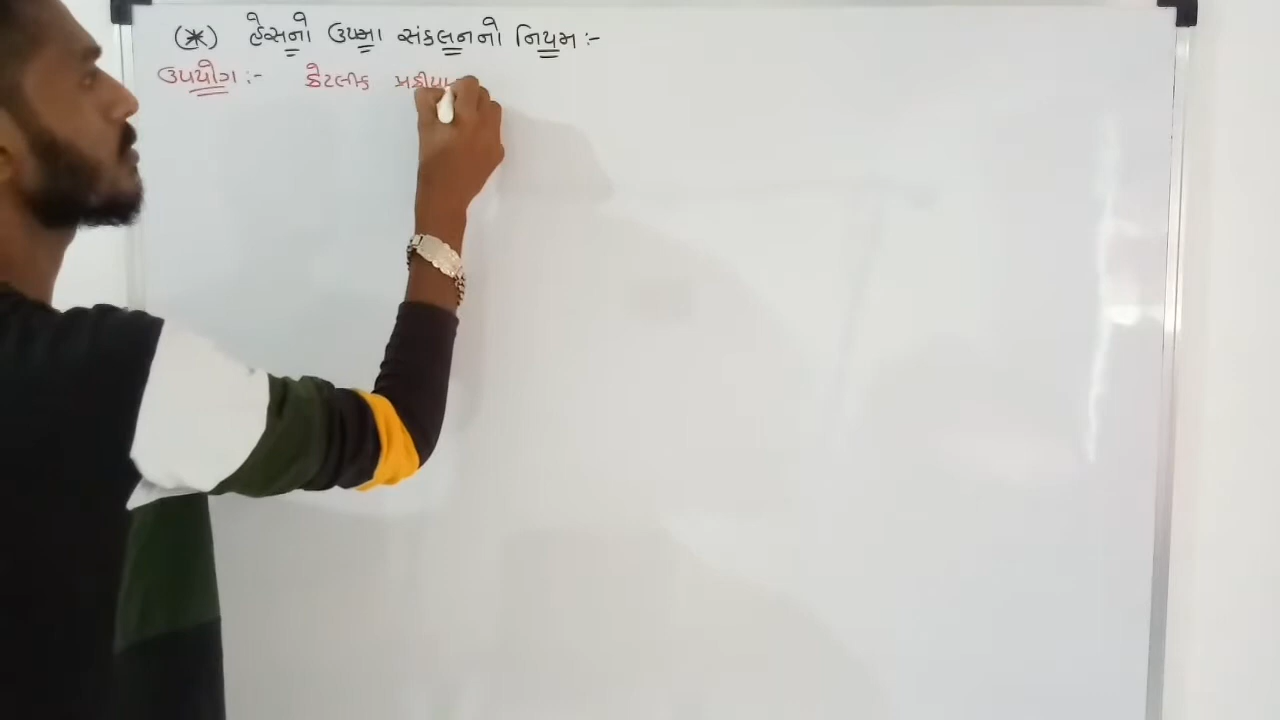 (*) હેસનો ઉષ્મા સંકલનનો નિયમ :-
ઉપયોગ :- કેટલીક